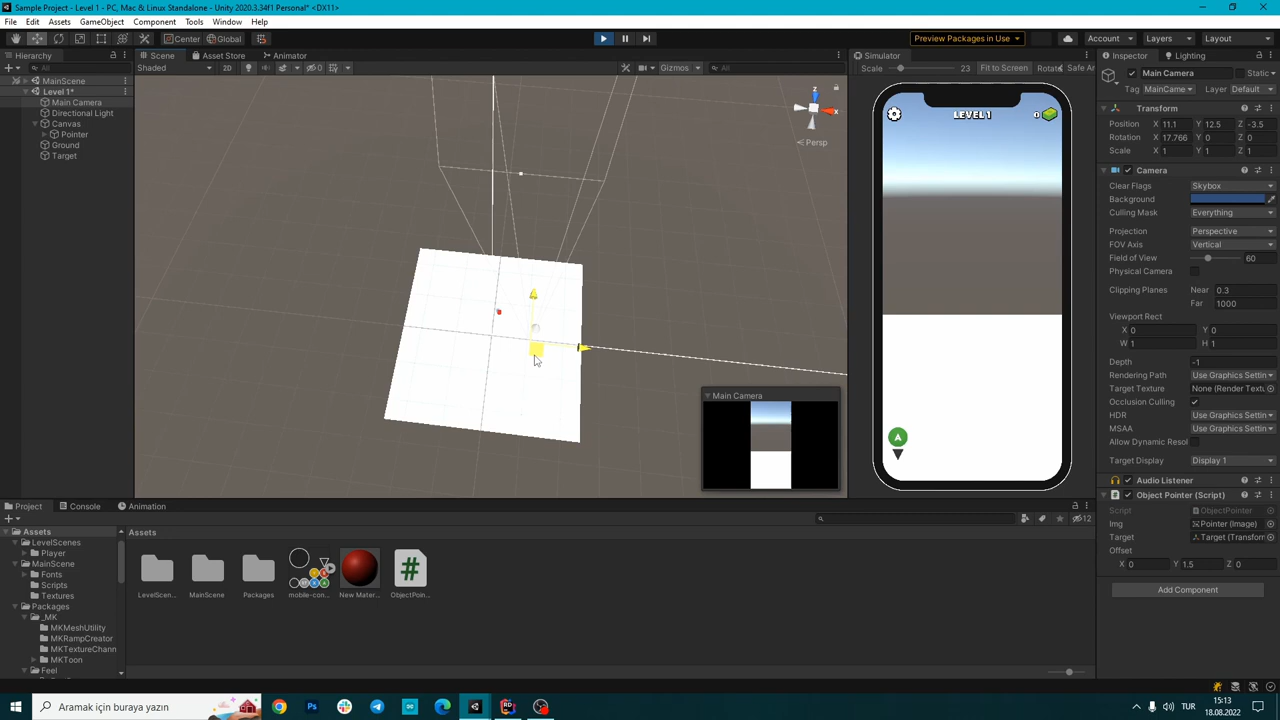 Sample Project - Level 1 - PC, Mac & Linux Standalone - Unity 2020.3.34f1 Personal* <DX11>
File Edit Assets GameObject Component Tools Window Help
Center Global Preview Packages in Use Account Layers Layout
Hierarchy
All
MainScene
Level 1*
Main Camera
Directional Light
Canvas
Pointer
Ground
Target
Scene Asset Store Animator
Shaded 2D 0 Gizmos All
z
x
Persp
Main Camera
Simulator
Scale 23 Fit to Screen Rotate Safe Ar
LEVEL 1 0
A
Inspector Lighting
Main Camera Static
Tag MainCame Layer Default
Transform
Position X 11.1 Y 12.5 Z -3.5
Rotation X 17.766 Y 0 Z 0
Scale X 1 Y 1 Z 1
Camera
Clear Flags Skybox
Background
Culling Mask Everything
Projection Perspective
FOV Axis Vertical
Field of View 60
Physical Camera
Clipping Planes Near 0.3
Far 1000
Viewport Rect
X 0 Y 0
W 1 H 1
Depth -1
Rendering Path Use Graphics Settin
Target Texture None (Render Textu
Occlusion Culling
HDR Use Graphics Settin
MSAA Use Graphics Settin
Allow Dynamic Resol
Target Display Display 1
Audio Listener
Object Pointer (Script)
Script ObjectPointer
Img Pointer (Image)
Target Target (Transform
Offset
X 0 Y 1.5 Z 0
Add Component
Project Console Animation
12
Assets
LevelScenes
Player
MainScene
Fonts
Scripts
Textures
Packages
_MK
MKMeshUtility
MKRampCreator
MKTextureChann
MKToon
Feel
Assets
LevelScen...
MainScene
Packages
mobile-con...
New Mater...
ObjectPoin...
Aramak için buraya yazın
TUR
15:13
18.08.2022